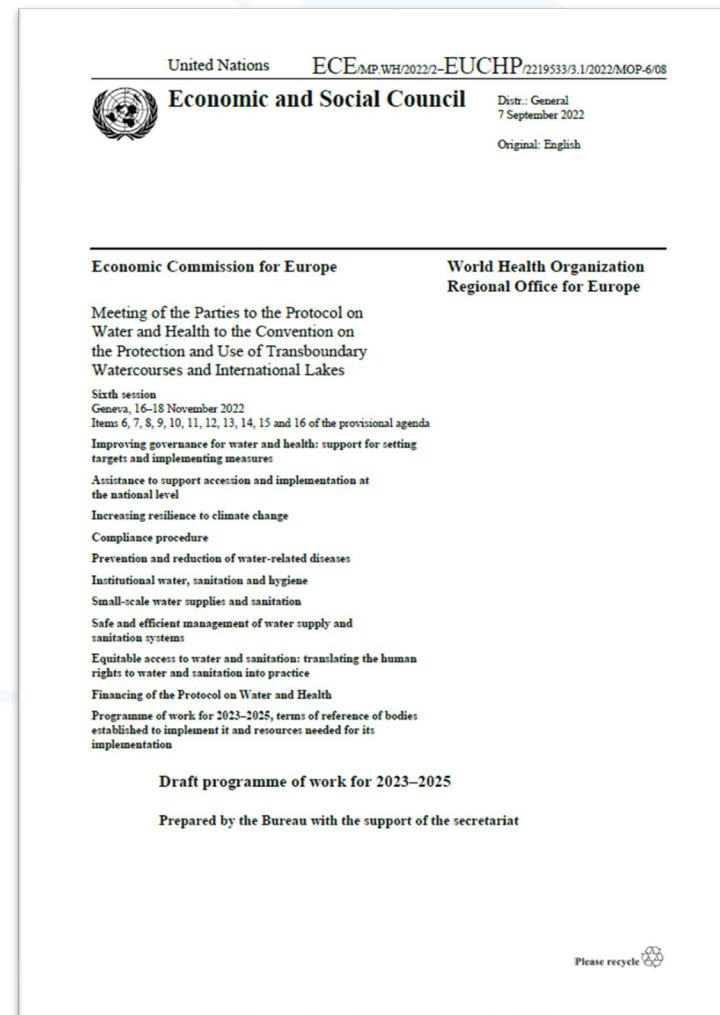 United Nations ECE/MP.WH/2022/2–EUCHP/2219533/3.1/2022/MOP-6/08
Economic and Social Council
Distr.: General
7 September 2022
Original: English
Economic Commission for Europe
World Health Organization
Regional Office for Europe
Meeting of the Parties to the Protocol on
Water and Health to the Convention on
the Protection and Use of Transboundary
Watercourses and International Lakes
Sixth session
Geneva, 16–18 November 2022
Items 6, 7, 8, 9, 10, 11, 12, 13, 14, 15 and 16 of the provisional agenda
Improving governance for water and health: support for setting
targets and implementing measures
Assistance to support accession and implementation at
the national level
Increasing resilience to climate change
Compliance procedure
Prevention and reduction of water-related diseases
Institutional water, sanitation and hygiene
Small-scale water supplies and sanitation
Safe and efficient management of water supply and
sanitation systems
Equitable access to water and sanitation: translating the human
rights to water and sanitation into practice
Financing of the Protocol on Water and Health
Programme of work for 2023–2025, terms of reference of bodies
established to implement it and resources needed for its
implementation
Draft programme of work for 2023–2025
Prepared by the Bureau with the support of the secretariat
Please recycle